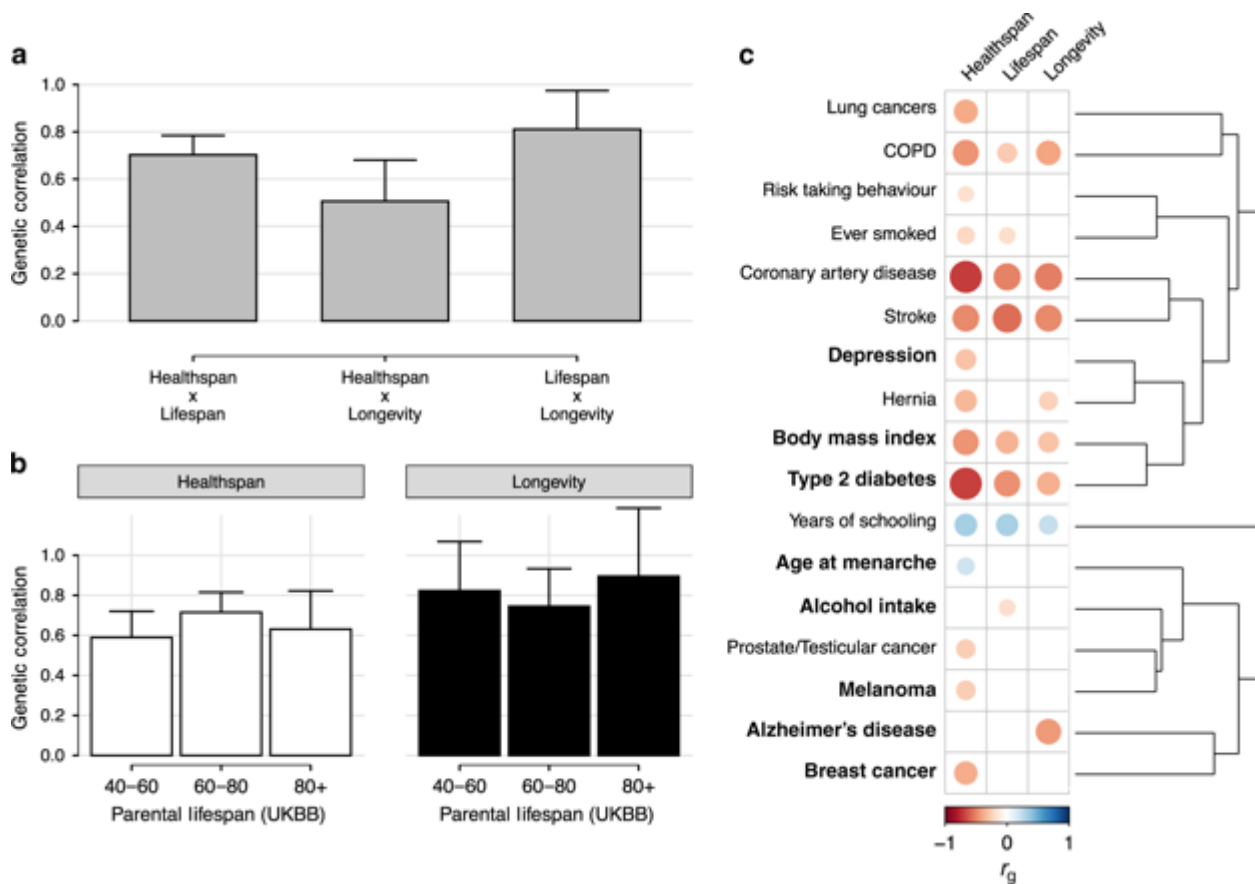 a
1.0
0.8
0.6
0.4
0.2
0.0
Genetic correlation
Healthspan
x
Lifespan
Healthspan
x
Longevity
Lifespan
x
Longevity
b
Healthspan
Longevity
1.0
0.8
0.6
0.4
0.2
0.0
Genetic correlation
40–60
60–80
80+
Parental lifespan (UKBB)
40–60
60–80
80+
Parental lifespan (UKBB)
c
Healthspan
Lifespan
Longevity
Lung cancers
COPD
Risk taking behaviour
Ever smoked
Coronary artery disease
Stroke
Depression
Hernia
Body mass index
Type 2 diabetes
Years of schooling
Age at menarche
Alcohol intake
Prostate/Testicular cancer
Melanoma
Alzheimer's disease
Breast cancer
−1 0 1
rg